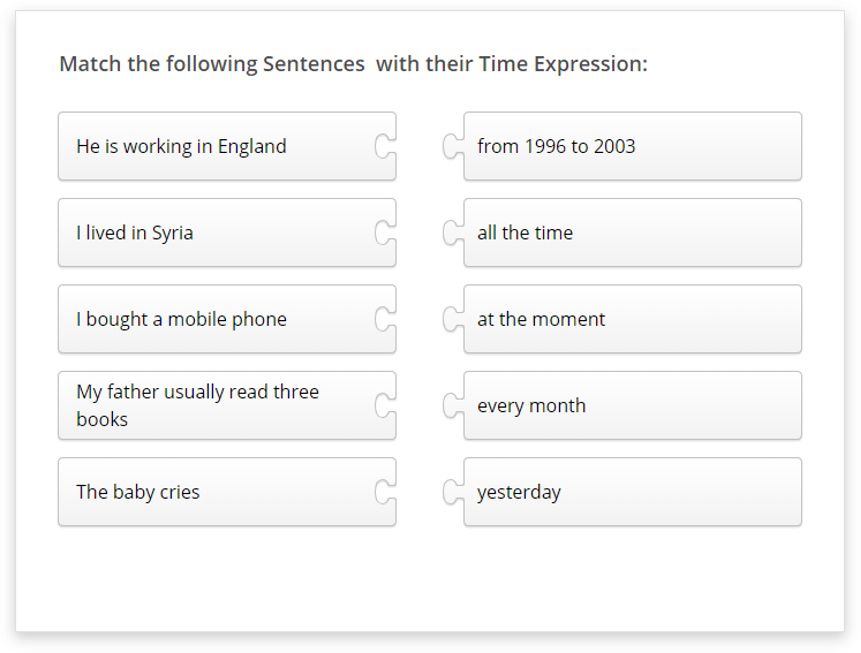 Match the following Sentences  with their Time Expression:
He is working in England
from 1996 to 2003
I lived in Syria
all the time
I bought a mobile phone
at the moment
My father usually read three
books
every month
The baby cries
yesterday